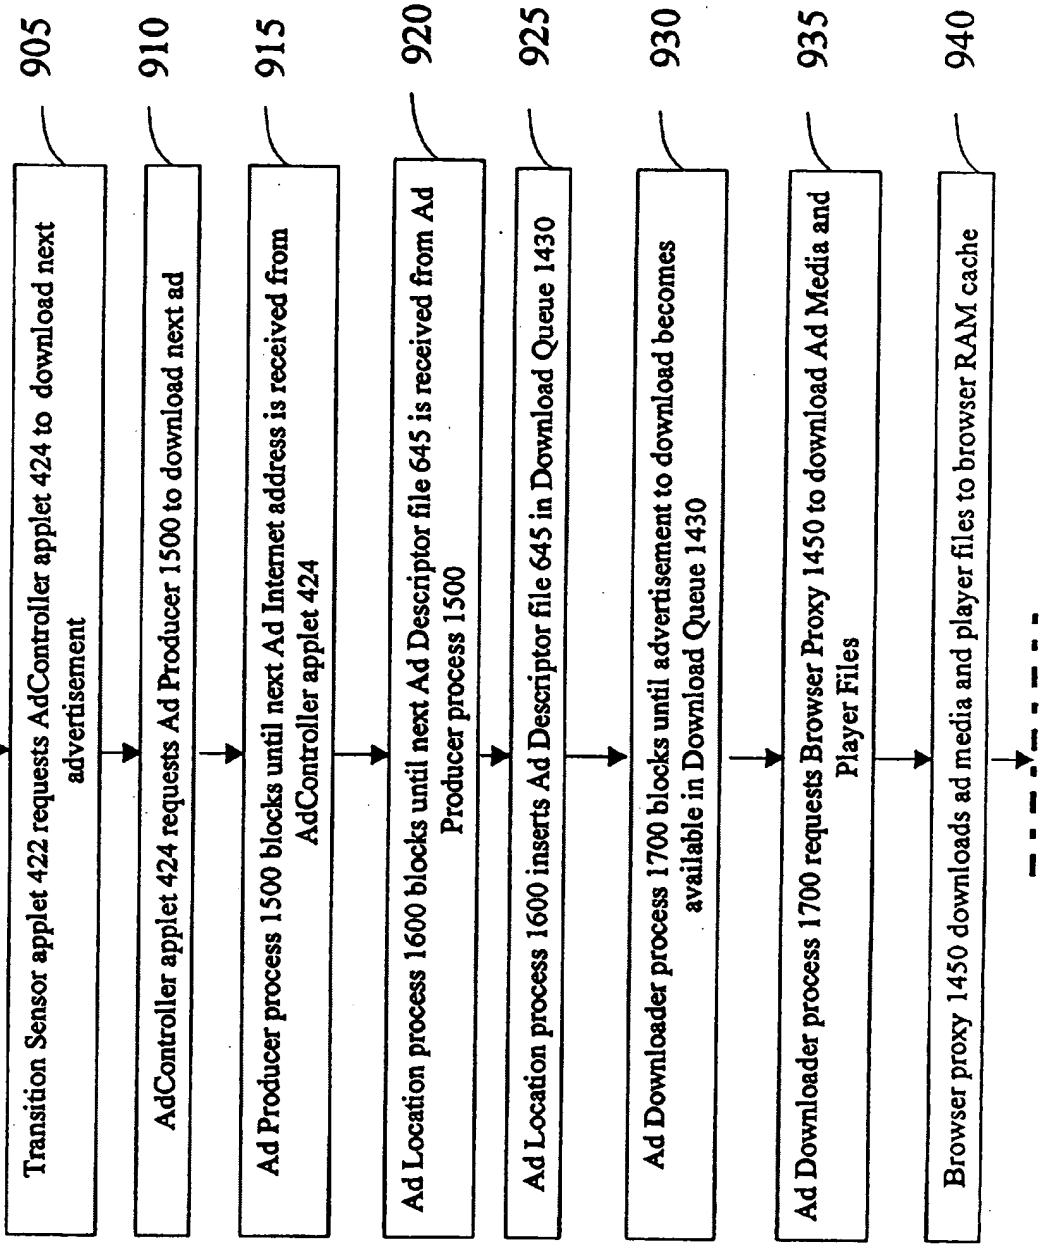 905
Transition Sensor applet 422 requests AdController applet 424 to download next
advertisement
910
AdController applet 424 requests Ad Producer 1500 to download next ad
915
Ad Producer process 1500 blocks until next Ad Internet address is received from
AdController applet 424
920
Ad Location process 1600 blocks until next Ad Descriptor file 645 is received from Ad
Producer process 1500
925
Ad Location process 1600 inserts Ad Descriptor file 645 in Download Queue 1430
930
Ad Downloader process 1700 blocks until advertisement to download becomes
available in Download Queue 1430
935
Ad Downloader process 1700 requests Browser Proxy 1450 to download Ad Media and
Player Files
940
Browser proxy 1450 downloads ad media and player files to browser RAM cache